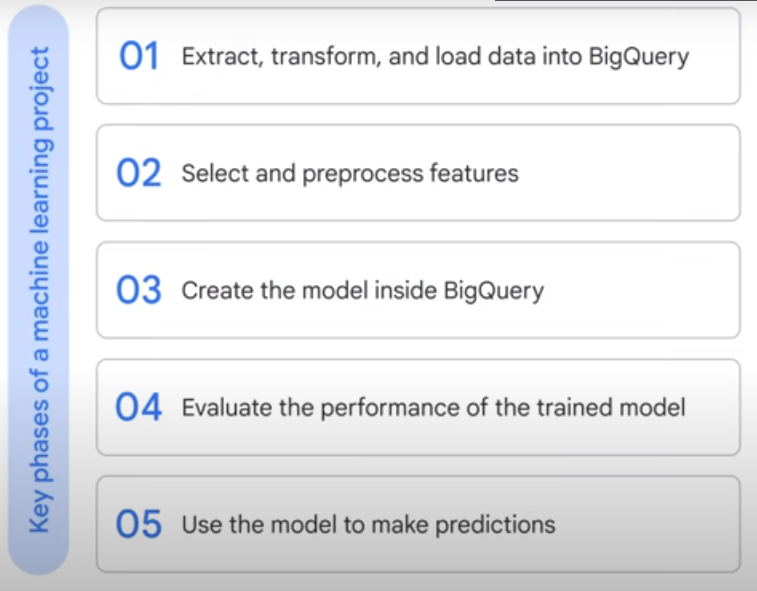 Key phases of a machine learning project
01 Extract, transform, and load data into BigQuery
02 Select and preprocess features
03 Create the model inside BigQuery
04 Evaluate the performance of the trained model
05 Use the model to make predictions